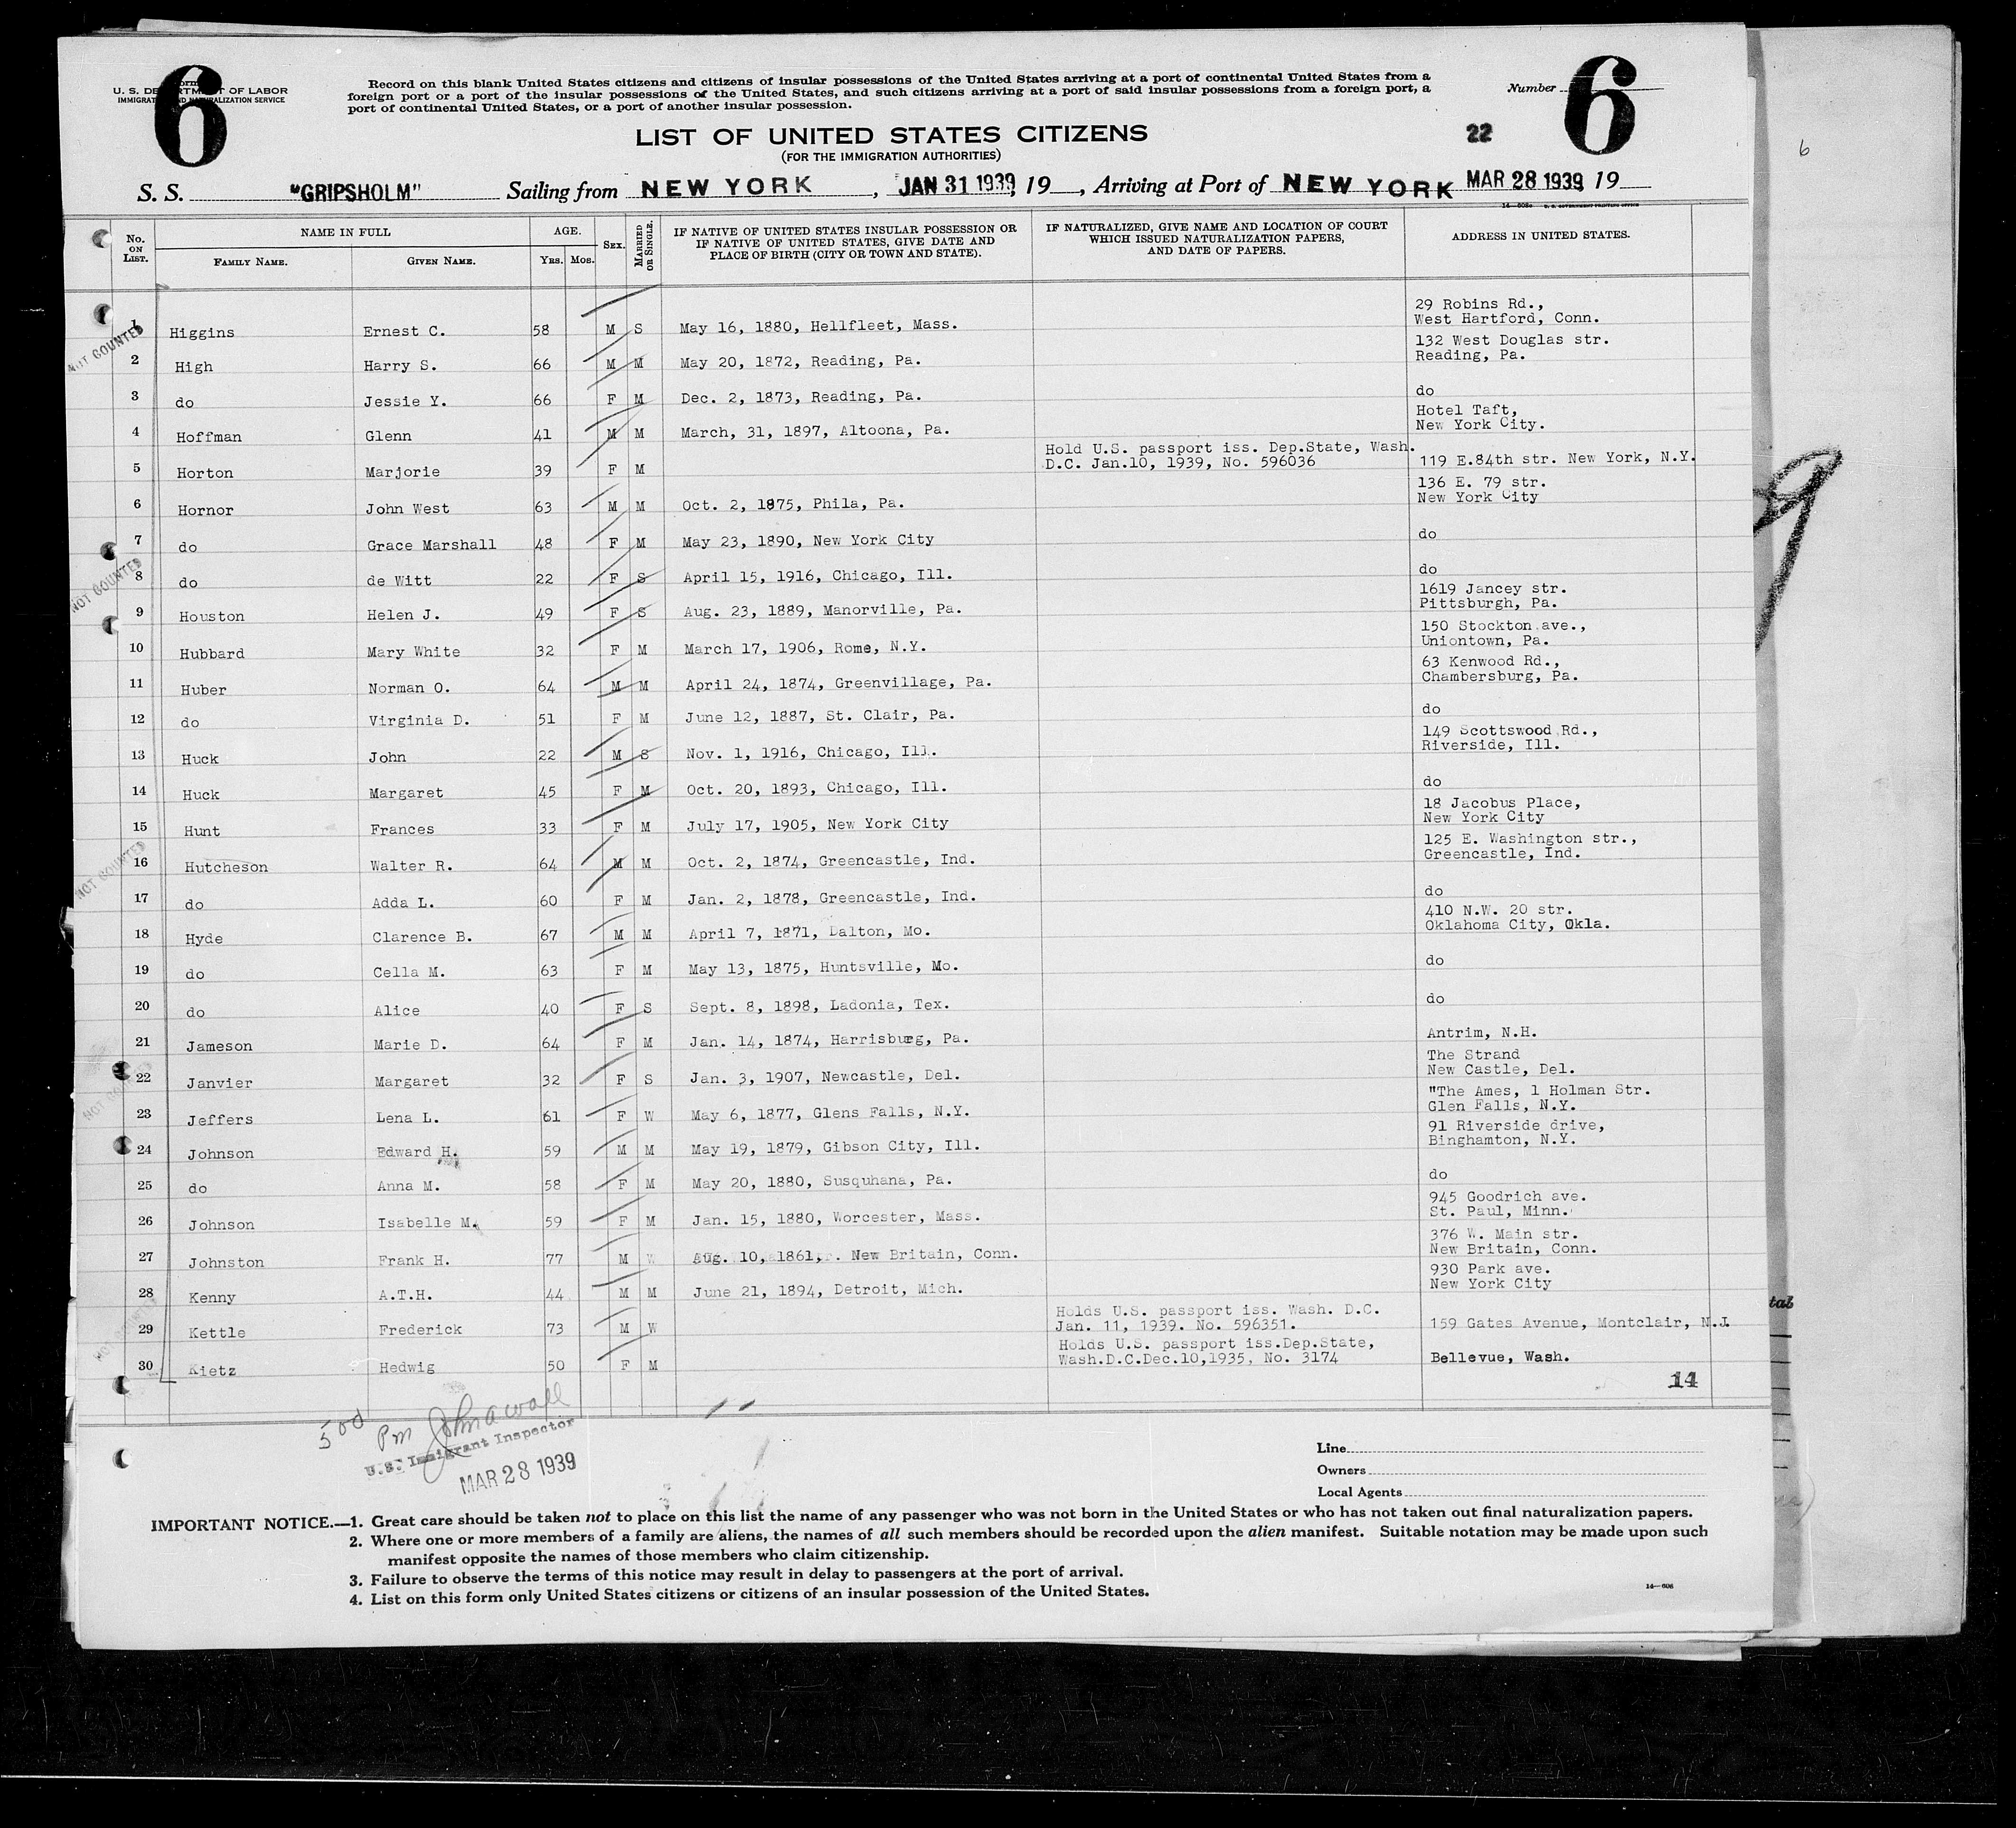 6
U. S. DEPARTMENT OF LABOR
IMMIGRATION AND NATURALIZATION SERVICE
Record on this blank United States citizens and citizens of insular possessions of the United States arriving at a port of continental United States from a
foreign port or a port of the insular possessions of the United States, and such citizens arriving at a port of said insular possessions from a foreign port, a
port of continental United States, or a port of another insular possession.
Number 6
LIST OF UNITED STATES CITIZENS
(FOR THE IMMIGRATION AUTHORITIES)
22
6
S. S. "GRIPSHOLM" Sailing from NEW YORK, JAN 31 1939, 19 , Arriving at Port of NEW YORK MAR 28 1939, 19
No. ON LIST. NAME IN FULL FAMILY NAME. GIVEN NAME. AGE. YRS. MOS. SEX. MARRIED OR SINGLE. IF NATIVE OF UNITED STATES INSULAR POSSESSION OR IF NATIVE OF UNITED STATES, GIVE DATE AND PLACE OF BIRTH (CITY OR TOWN AND STATE). IF NATURALIZED, GIVE NAME AND LOCATION OF COURT WHICH ISSUED NATURALIZATION PAPERS, AND DATE OF PAPERS. ADDRESS IN UNITED STATES.
1 Higgins Ernest C. 58 M S May 16, 1880, Hellfleet, Mass. 29 Robins Rd., West Hartford, Conn.
NOT COUNTED
2 High Harry S. 66 M M May 20, 1872, Reading, Pa. 132 West Douglas str. Reading, Pa.
3 do Jessie Y. 66 F M Dec. 2, 1873, Reading, Pa. do
4 Hoffman Glenn 41 M M March, 31, 1897, Altoona, Pa. Hotel Taft, New York City.
5 Horton Marjorie 39 F M Hold U.S. passport iss. Dep.State, Wash. D.C. Jan.10, 1939, No. 596036 119 E.84th str. New York, N.Y.
6 Hornor John West 63 M M Oct. 2, 1875, Phila, Pa. 136 E. 79 str. New York City
7 do Grace Marshall 48 F M May 23, 1890, New York City do
NOT COUNTED
8 do de Witt 22 F S April 15, 1916, Chicago, Ill. do
9 Houston Helen J. 49 F S Aug. 23, 1889, Manorville, Pa. 1619 Jancey str. Pittsburgh, Pa.
10 Hubbard Mary White 32 F M March 17, 1906, Rome, N.Y. 150 Stockton ave., Uniontown, Pa.
11 Huber Norman O. 64 M M April 24, 1874, Greenvillage, Pa. 63 Kenwood Rd., Chambersburg, Pa.
12 do Virginia D. 51 F M June 12, 1887, St. Clair, Pa. do
13 Huck John 22 M S Nov. 1, 1916, Chicago, Ill. 149 Scottswood Rd., Riverside, Ill.
14 Huck Margaret 45 F M Oct. 20, 1893, Chicago, Ill. do
15 Hunt Frances 33 F M July 17, 1905, New York City 18 Jacobus Place, New York City
NOT COUNTED
16 Hutcheson Walter R. 64 M M Oct. 2, 1874, Greencastle, Ind. 125 E. Washington str., Greencastle, Ind.
17 do Adda L. 60 F M Jan. 2, 1878, Greencastle, Ind. do
18 Hyde Clarence B. 67 M M April 7, 1871, Dalton, Mo. 410 N.W. 20 str. Oklahoma City, Okla.
19 do Cella M. 63 F M May 13, 1875, Huntsville, Mo. do
20 do Alice 40 F S Sept. 8, 1898, Ladonia, Tex. do
21 Jameson Marie D. 64 F M Jan. 14, 1874, Harrisburg, Pa. Antrim, N.H.
22 Janvier Margaret 32 F S Jan. 3, 1907, Newcastle, Del. The Strand New Castle, Del.
NOT COUNTED
23 Jeffers Lena L. 61 F W May 6, 1877, Glens Falls, N.Y. "The Ames, 1 Holman Str. Glen Falls, N.Y.
24 Johnson Edward H. 59 M M May 19, 1879, Gibson City, Ill. 91 Riverside drive, Binghamton, N.Y.
25 do Anna M. 58 F M May 20, 1880, Susquhana, Pa. do
26 Johnson Isabelle M. 59 F M Jan. 15, 1880, Worcester, Mass. 945 Goodrich ave. St. Paul, Minn.
27 Johnston Frank H. 77 M W Aug. 10, 1861, New Britain, Conn. 376 W. Main str. New Britain, Conn.
28 Kenny A.T.H. 44 M M June 21, 1894, Detroit, Mich. 930 Park ave. New York City
29 Kettle Frederick 73 M W Holds U.S. passport iss. Wash. D.C. Jan. 11, 1939. No. 596351. 159 Gates Avenue, Montclair, N.J.
NOT COUNTED
30 Kietz Hedwig 50 F M Holds U.S. passport iss.Dep.State, Wash.D.C.Dec.10,1935, No. 3174 Bellevue, Wash.
14
tal
500 Pm
U.S. Immigrant Inspector
MAR 28 1939
Line
Owners
Local Agents
IMPORTANT NOTICE.—1. Great care should be taken not to place on this list the name of any passenger who was not born in the United States or who has not taken out final naturalization papers.
2. Where one or more members of a family are aliens, the names of all such members should be recorded upon the alien manifest. Suitable notation may be made upon such
manifest opposite the names of those members who claim citizenship.
3. Failure to observe the terms of this notice may result in delay to passengers at the port of arrival.
4. List on this form only United States citizens or citizens of an insular possession of the United States.
14—606